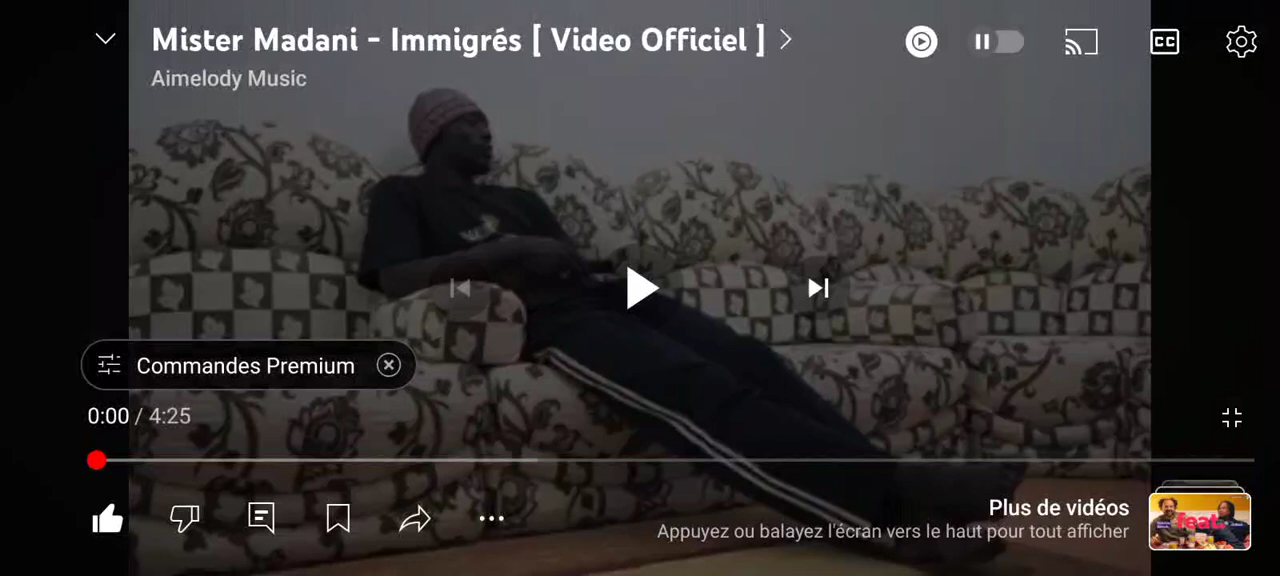 Mister Madani - Immigrés [ Video Officiel ]
Aimelody Music
CC
Commandes Premium
0:00 / 4:25
Plus de vidéos
Appuyez ou balayez l'écran vers le haut pour tout afficher
feat.